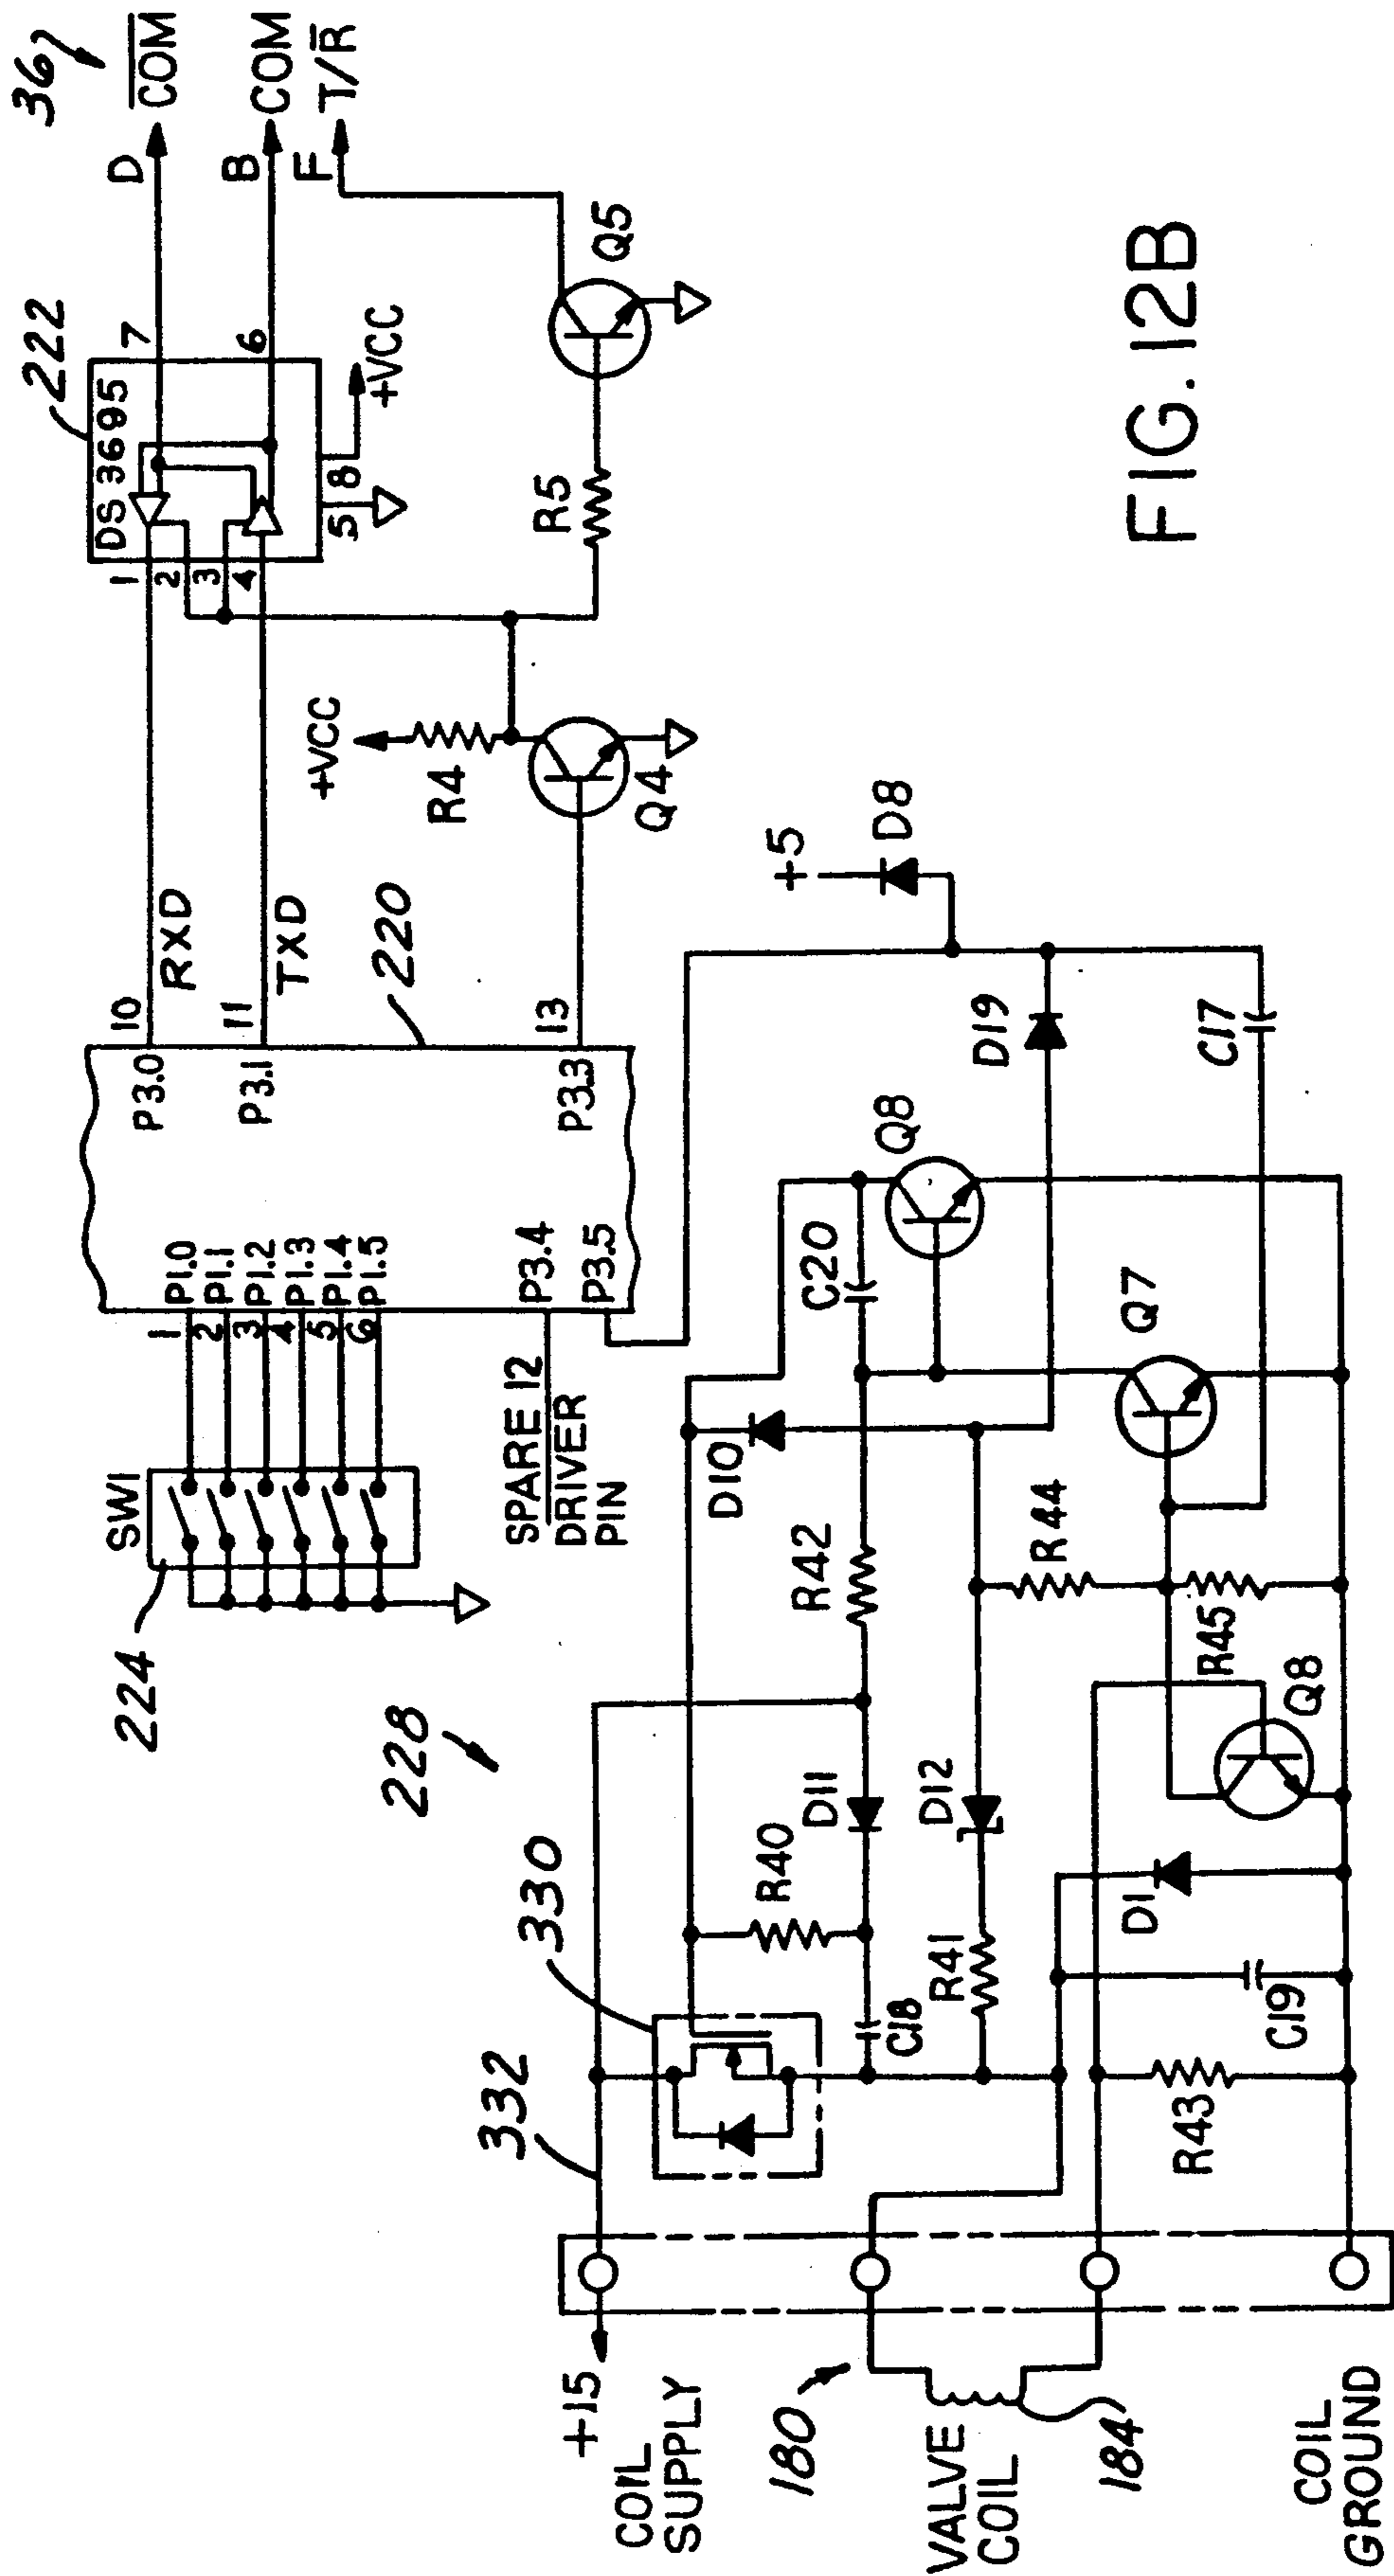 36
D
COM
B
COM
F
T/R
222
DS 3695
7
6
1
2
3
4
5
8
+VCC
R5
Q5
+VCC
R4
Q4
RXD
TXD
220
10
11
13
P3.0
P3.1
P3.3
P1.0
P1.1
P1.2
P1.3
P1.4
P1.5
P3.4
P3.5
1
2
3
4
5
6
SW1
224
SPARE 12
DRIVER
PIN
+5
D8
D19
C17
Q8
C20
Q7
D10
R42
R44
R45
Q8
228
D11
D12
R40
R41
D1
C18
C19
R43
330
332
+15
COIL
SUPPLY
180
VALVE
COIL
184
COIL
GROUND
FIG. 12B